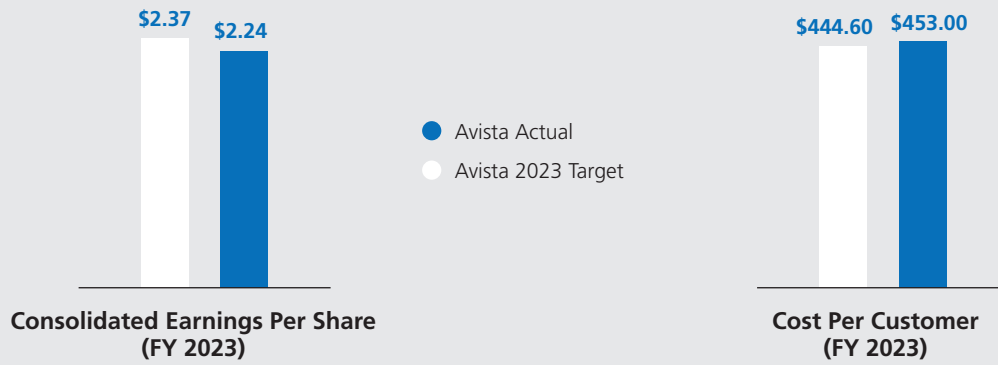 $2.37
$2.24
Consolidated Earnings Per Share
(FY 2023)
Avista Actual
Avista 2023 Target
$444.60
$453.00
Cost Per Customer
(FY 2023)